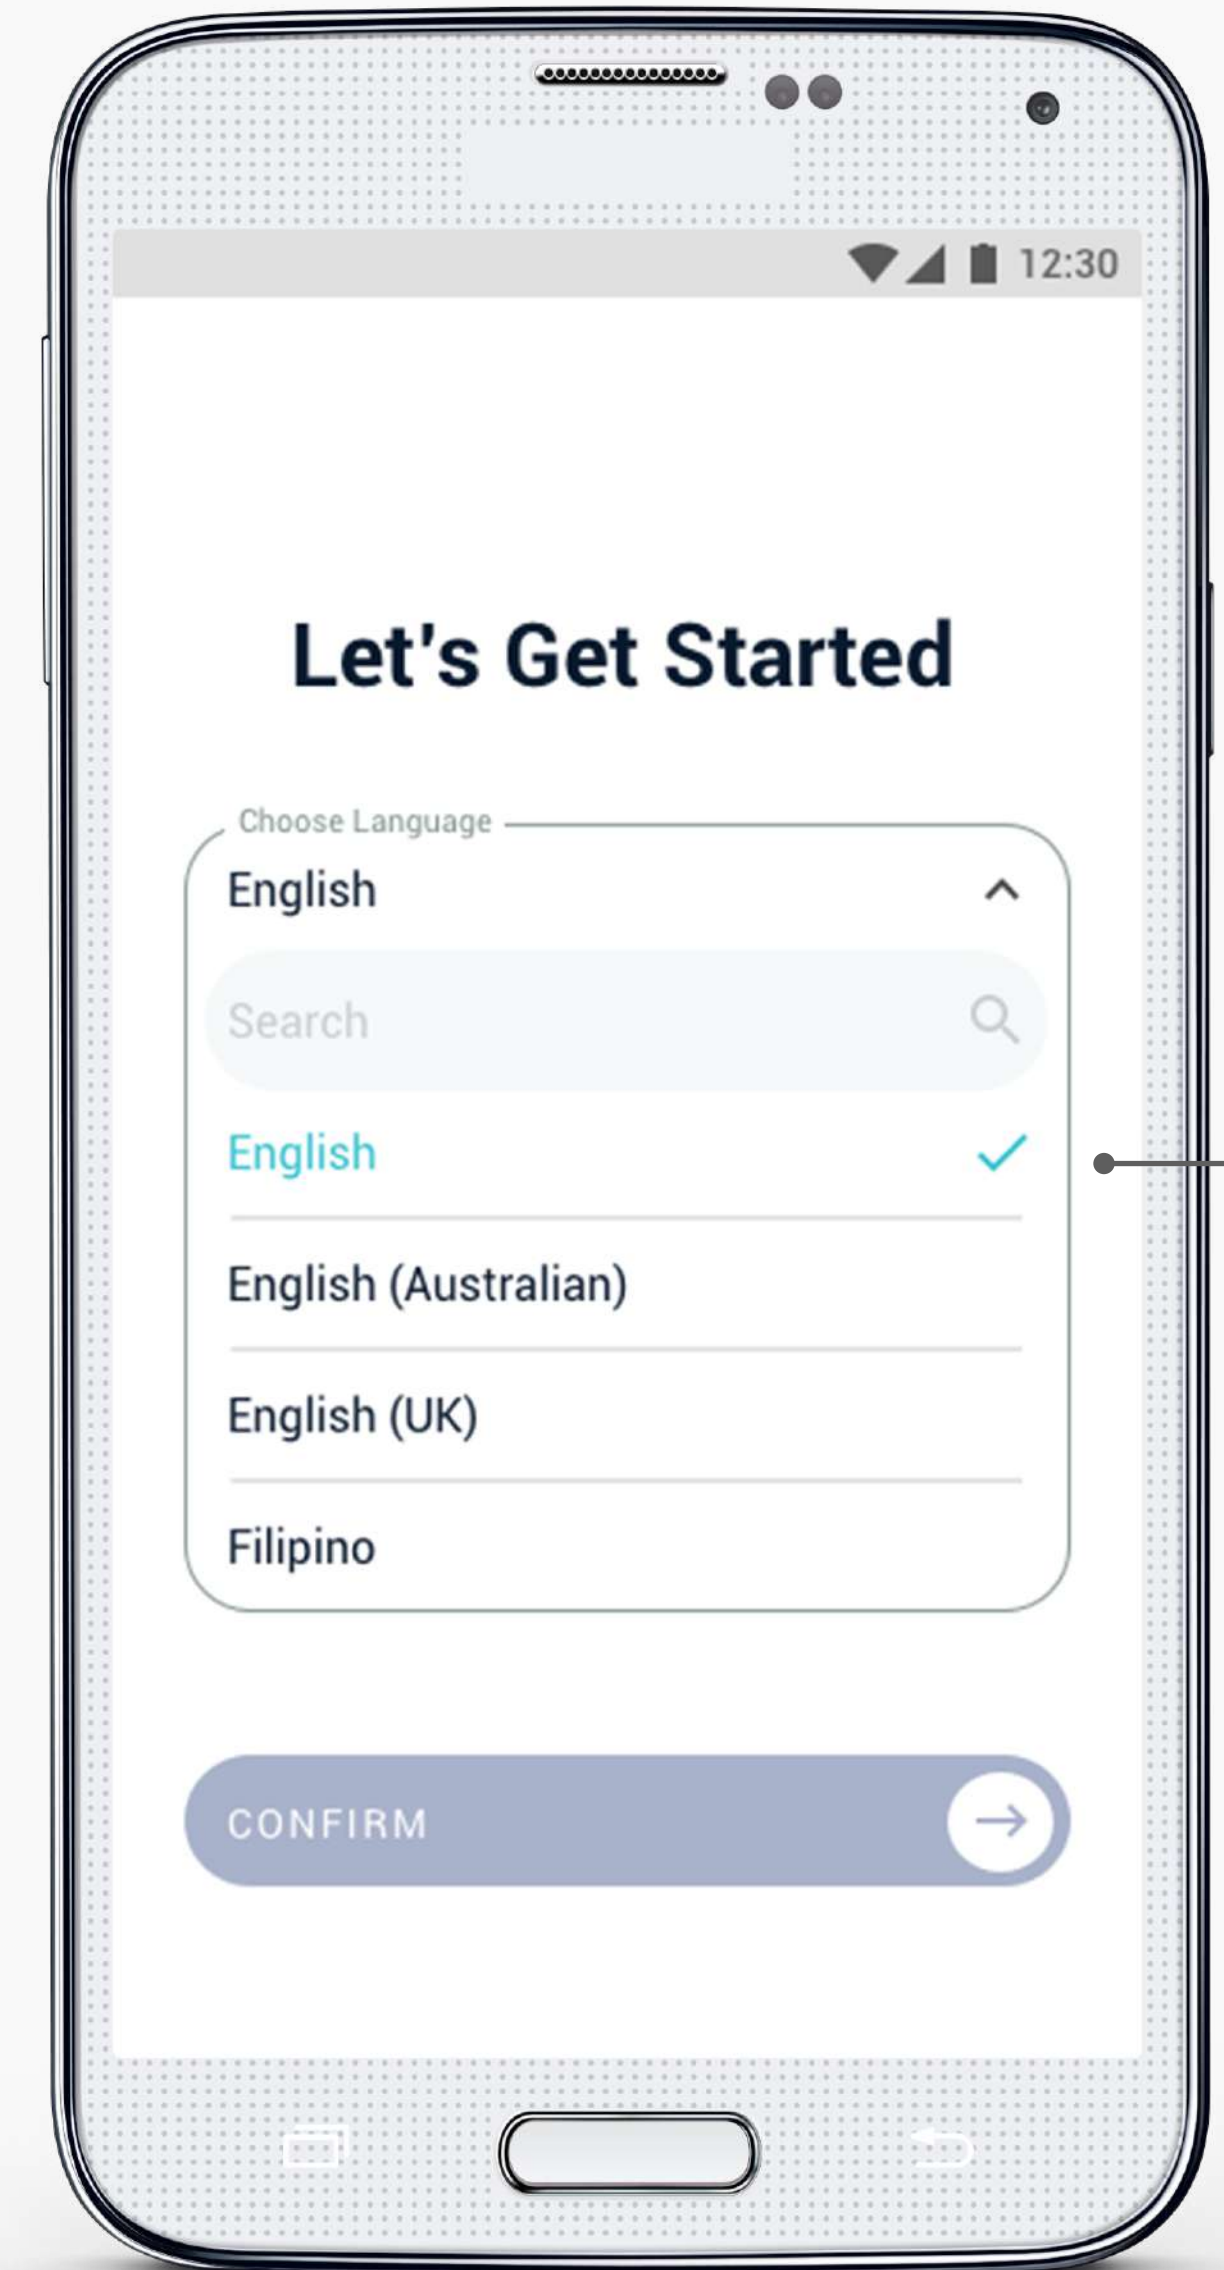 12:30
Let's Get Started
Choose Language
English
Search
English
English (Australian)
English (UK)
Filipino
CONFIRM